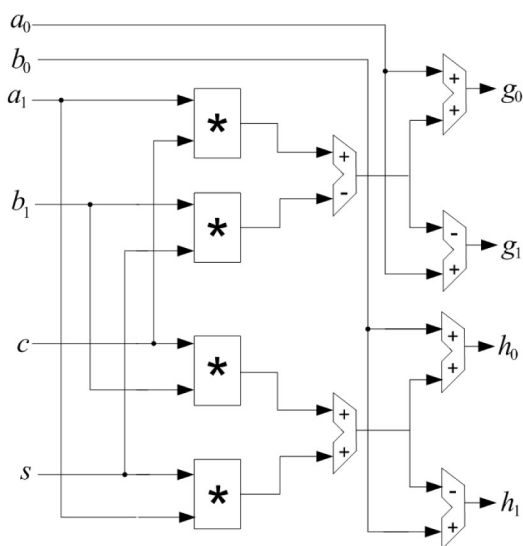 a₀
b₀
a₁
b₁
c
s
*
*
*
*
+
-
+
+
+
+
-
+
+
+
-
+
g₀
g₁
h₀
h₁